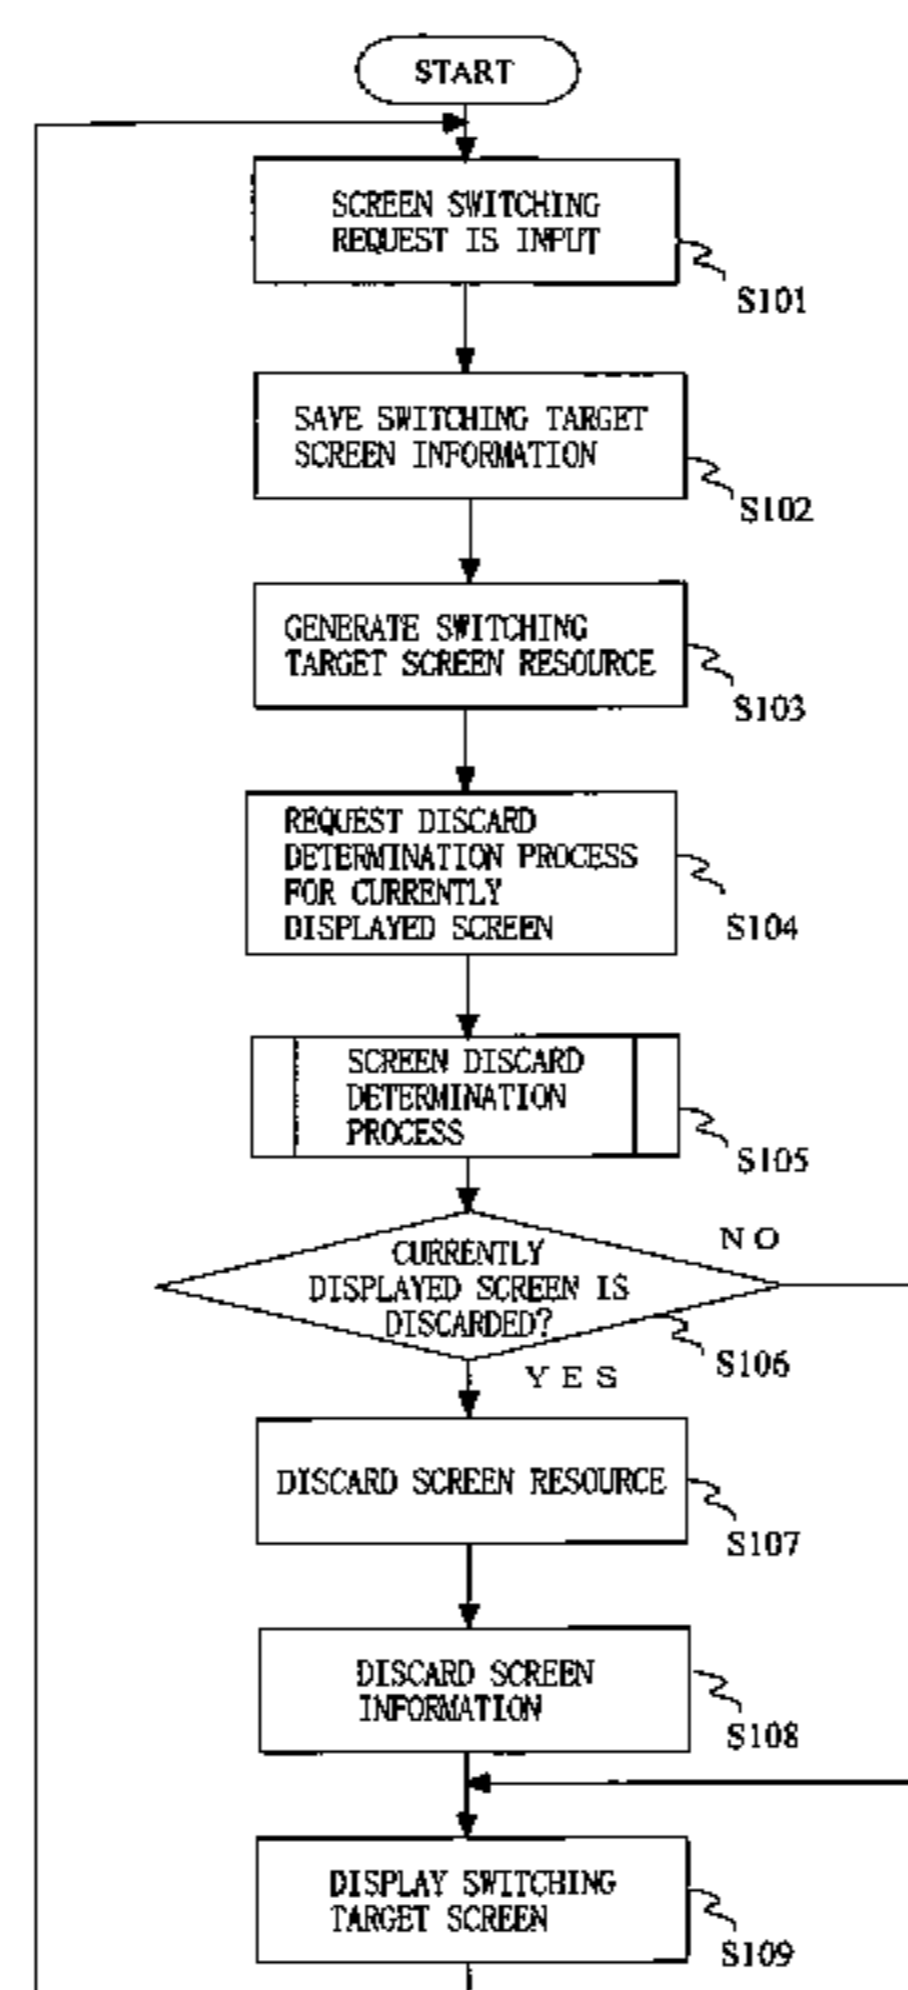 START
SCREEN SWITCHING
REQUEST IS INPUT
S101
SAVE SWITCHING TARGET
SCREEN INFORMATION
S102
GENERATE SWITCHING
TARGET SCREEN RESOURCE
S103
REQUEST DISCARD
DETERMINATION PROCESS
FOR CURRENTLY
DISPLAYED SCREEN
S104
SCREEN DISCARD
DETERMINATION
PROCESS
S105
NO
CURRENTLY
DISPLAYED SCREEN IS
DISCARDED?
S106
YES
DISCARD SCREEN RESOURCE
S107
DISCARD SCREEN
INFORMATION
S108
DISPLAY SWITCHING
TARGET SCREEN
S109